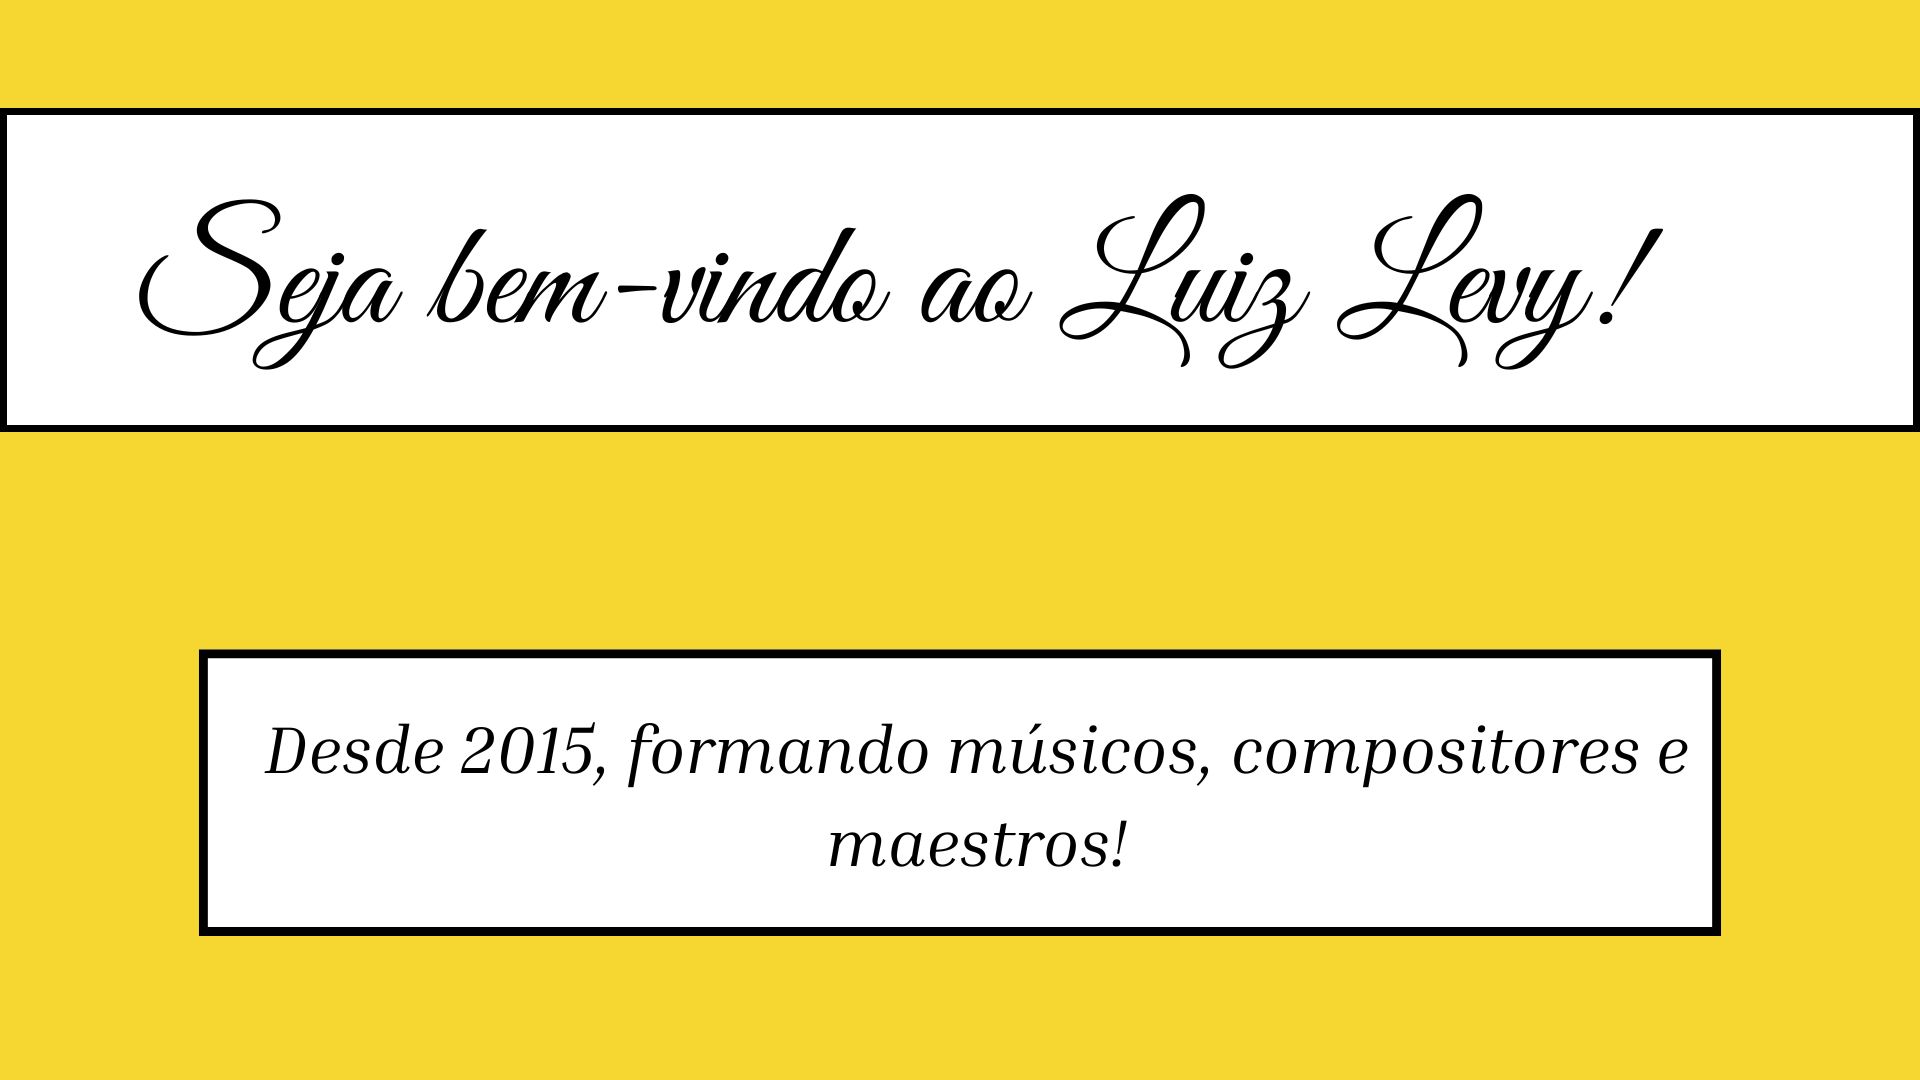 Seja bem-vindo ao Luiz Levy!
Desde 2015, formando músicos, compositores e
maestros!